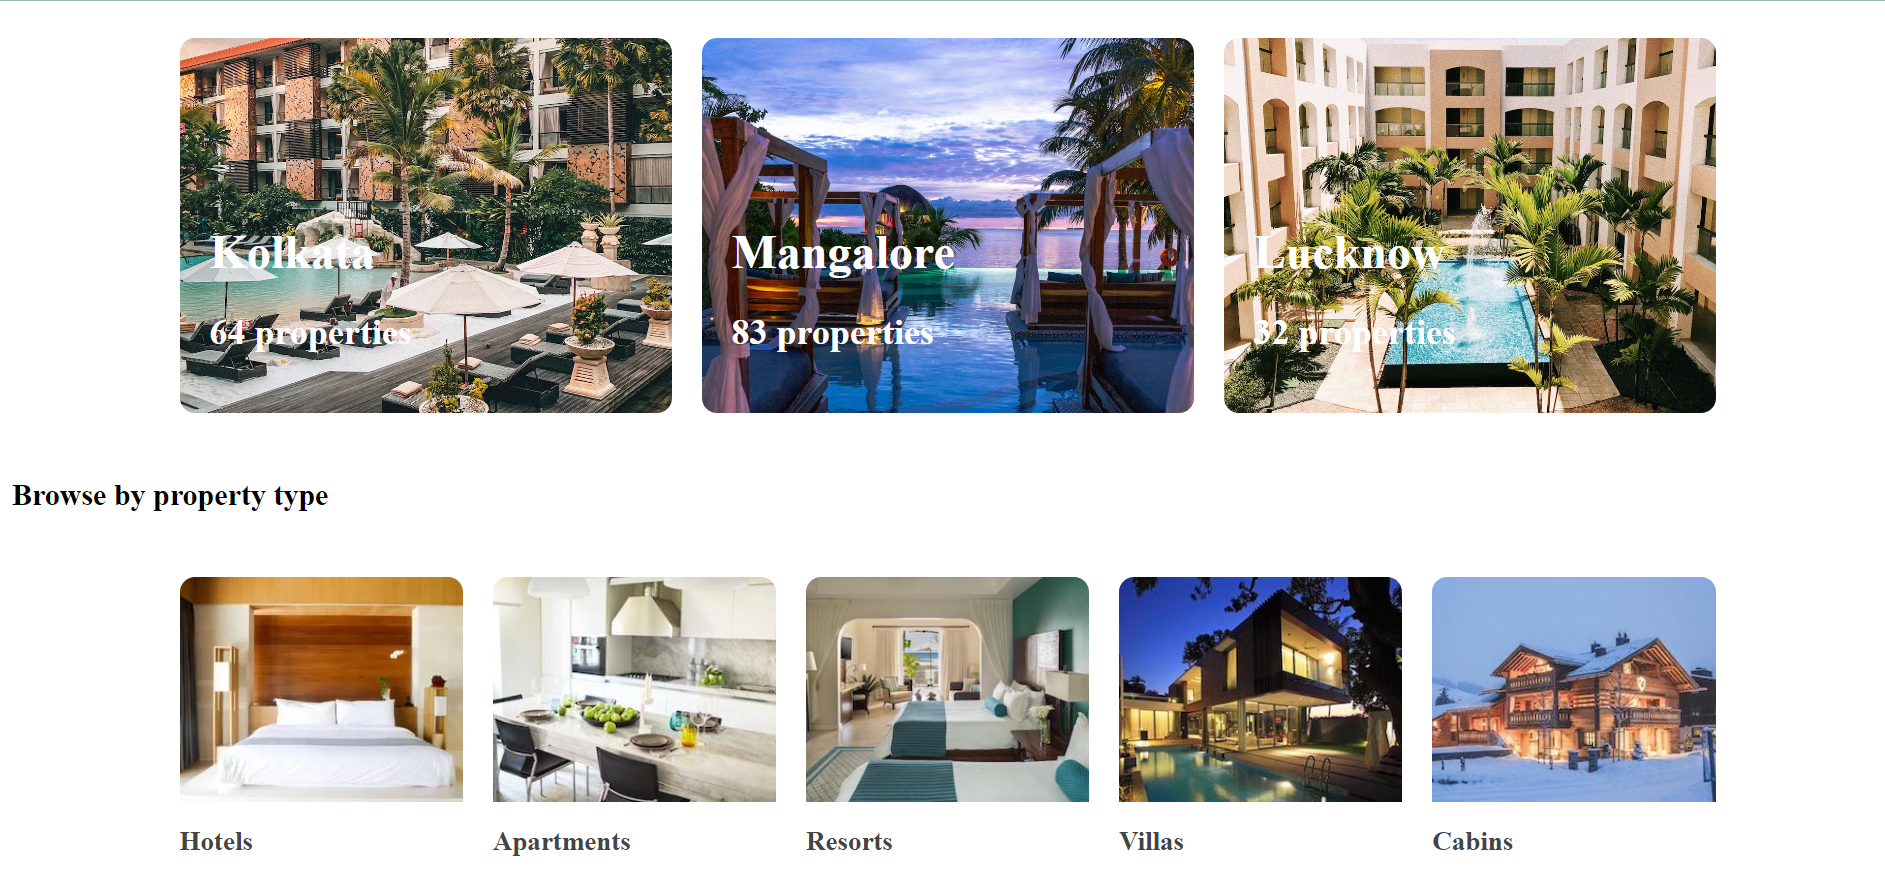 Kolkata
64 properties
Mangalore
83 properties
Lucknow
32 properties
Browse by property type
Hotels
Apartments
Resorts
Villas
Cabins